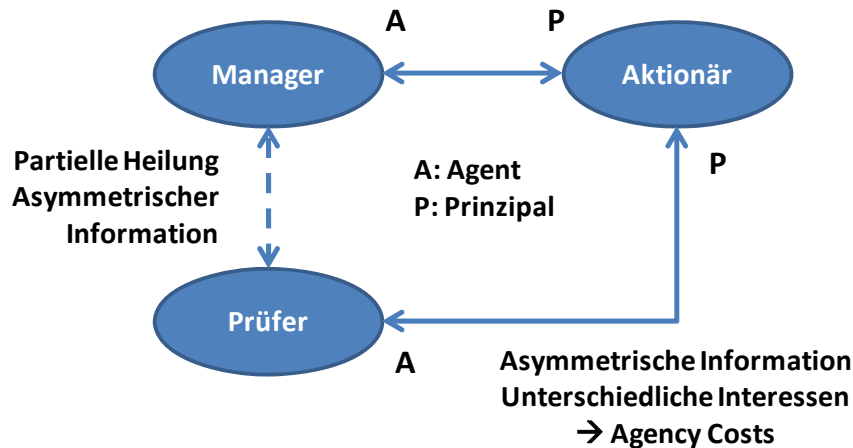 A
P
Manager
Aktionär
Partielle Heilung
Asymmetrischer
Information
A: Agent
P: Prinzipal
P
Prüfer
A
Asymmetrische Information
Unterschiedliche Interessen
→ Agency Costs